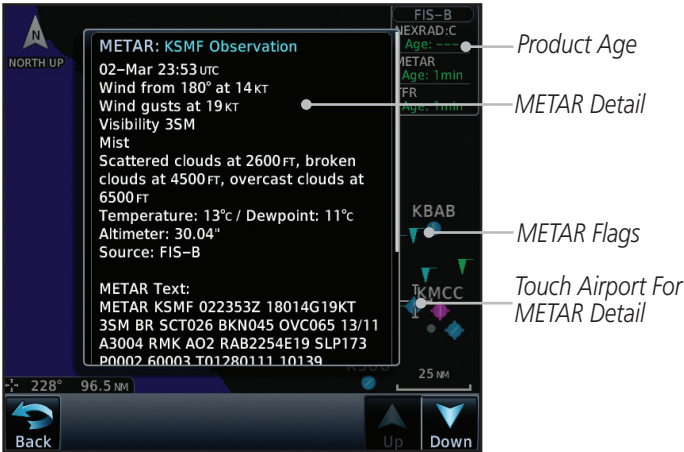 N
NORTH UP
FIS–B
NEXRAD:C
Age: –––
METAR
Age: 1min
TFR
Age: 1min
METAR: KSMF Observation
02–Mar 23:53 UTC
Wind from 180° at 14 KT
Wind gusts at 19 KT
Visibility 3SM
Mist
Scattered clouds at 2600 FT, broken
clouds at 4500 FT, overcast clouds at
6500 FT
Temperature: 13°C / Dewpoint: 11°C
Altimeter: 30.04"
Source: FIS–B
METAR Text:
METAR KSMF 022353Z 18014G19KT
3SM BR SCT026 BKN045 OVC065 13/11
A3004 RMK AO2 RAB2254E19 SLP173
P0002 60003 T01280111 10139
KBAB
KMCC
25 NM
228° 96.5 NM
Back
Up
Down
Product Age
METAR Detail
METAR Flags
Touch Airport For
METAR Detail